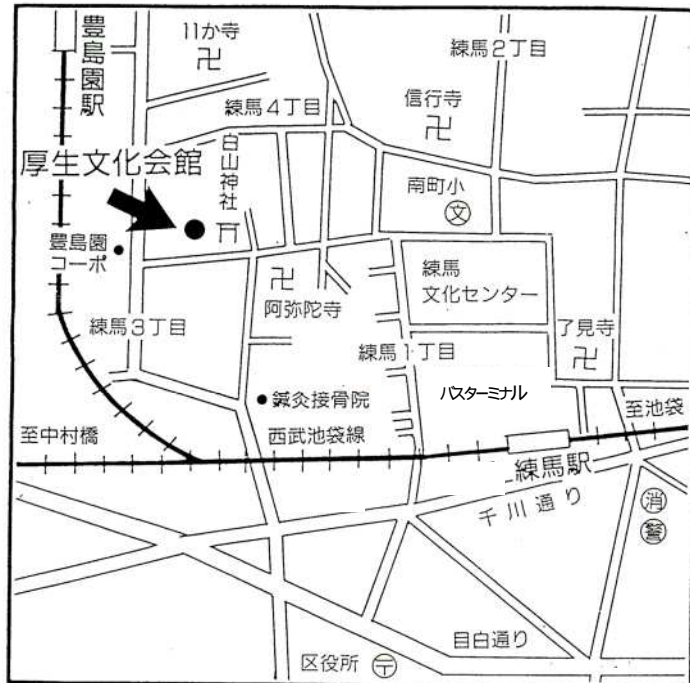 豊島園駅
11か寺
練馬2丁目
練馬4丁目
信行寺
白山神社
厚生文化会館
南町小
文
豊島園
コーポ
練馬
文化センター
阿弥陀寺
練馬3丁目
了見寺
練馬1丁目
バスターミナル
鍼灸接骨院
至池袋
至中村橋
西武池袋線
練馬駅
千川通り
消
警
目白通り
区役所
〒